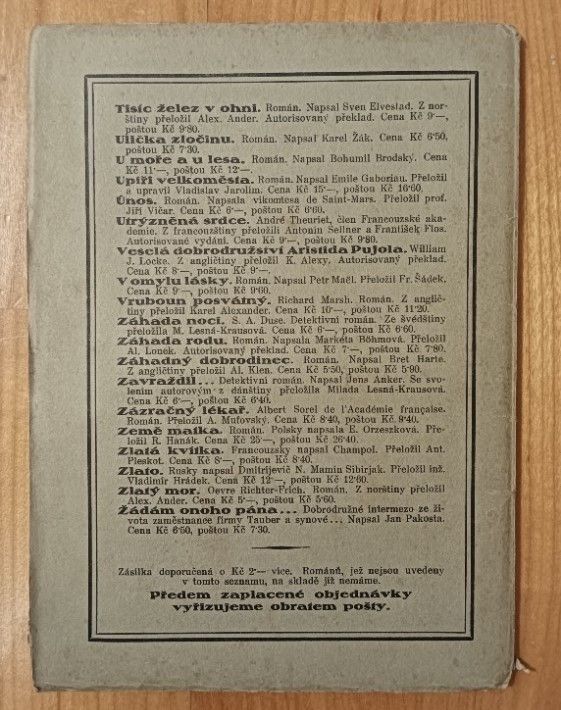 Tisíc želez v ohni. Román. Napsal Sven Elvestad. Z nor-
štiny přeložil Alex. Ander. Autorisovaný překlad. Cena Kč 9·—,
poštou Kč 9·80.
Ulička zločinu. Román. Napsal Karel Žák. Cena Kč 6·50,
poštou Kč 7·30.
U moře a u lesa. Román. Napsal Bohumil Brodský. Cena
Kč 11·—, poštou Kč 12·—.
Upíři velkoměsta. Román. Napsal Emile Gaboriau. Přeložil
a upravil Vladislav Jarolím. Cena Kč 15·—, poštou Kč 16·60.
Únos. Román. Napsala vikomtesa de Saint-Mars. Přeložil prof.
Jiří Vičar. Cena Kč 6·—, poštou Kč 6·60.
Utrýzněná srdce. André Theuriet, člen Francouzské aka-
demie. Z francouzštiny přeložili Antonín Sellner a František Flos.
Autorisované vydání. Cena Kč 9·—, poštou Kč 9·80.
Veselá dobrodružství Aristida Pujola. William
J. Locke. Z angličtiny přeložil K. Alexy. Autorisovaný překlad.
Cena Kč 8·—, poštou Kč 9·—.
V omylu lásky. Román. Napsal Petr Maël. Přeložil Fr. Šádek.
Cena Kč 9·—, poštou Kč 9·60.
Vruboun posvátný. Richard Marsh. Román. Z anglič-
tiny přeložil Karel Alexander. Cena Kč 10·—, poštou Kč 11·20.
Záhada noci. S. A. Duse. Detektivní román. Ze švédštiny
přeložila M. Lesná-Krausová. Cena Kč 6·—, poštou Kč 6·60.
Záhada rodu. Román. Napsala Markéta Böhmová. Přeložil
Al. Lonek. Autorisovaný překlad. Cena Kč 7·—, poštou Kč 7·80.
Záhadný dobrodinec. Román. Napsal Bret Harte.
Z angličtiny přeložil Al. Klen. Cena Kč 5·50, poštou Kč 5·90.
Zavraždil... Detektivní román. Napsal Jens Anker. Se svo-
lením autorovým z dánštiny přeložila Milada Lesná-Krausová.
Cena Kč 6·—, poštou Kč 6·40.
Zázračný lékař. Albert Sorel de l'Académie française.
Román. Přeložil A. Muťovský. Cena Kč 8·40, poštou Kč 9·40.
Země matka. Román. Polsky napsala E. Orzeszková. Pře-
ložil R. Hanák. Cena Kč 25·—, poštou Kč 26·40.
Zlatá kvítka. Francouzsky napsal Champol. Přeložil Ant.
Pleskot. Cena Kč 8·—, poštou Kč 8·40.
Zlato. Rusky napsal Dmitrijevič N. Mamin Sibirjak. Přeložil inž.
Vladimír Hrádek. Cena Kč 12·—, poštou Kč 12·60.
Zlatý mor. Oevre Richter-Frich. Román. Z norštiny přeložil
Alex. Ander. Cena Kč 5·—, poštou Kč 5·60.
Žádám onoho pána... Dobrodružné intermezo ze ži-
vota zaměstnance firmy Tauber a synové... Napsal Jan Pakosta.
Cena Kč 6·50, poštou Kč 7·30.
Zásilka doporučená o Kč 2·— více. Románů, jež nejsou uvedeny
v tomto seznamu, na skladě již nemáme.
Předem zaplacené objednávky
vyřizujeme obratem pošty.